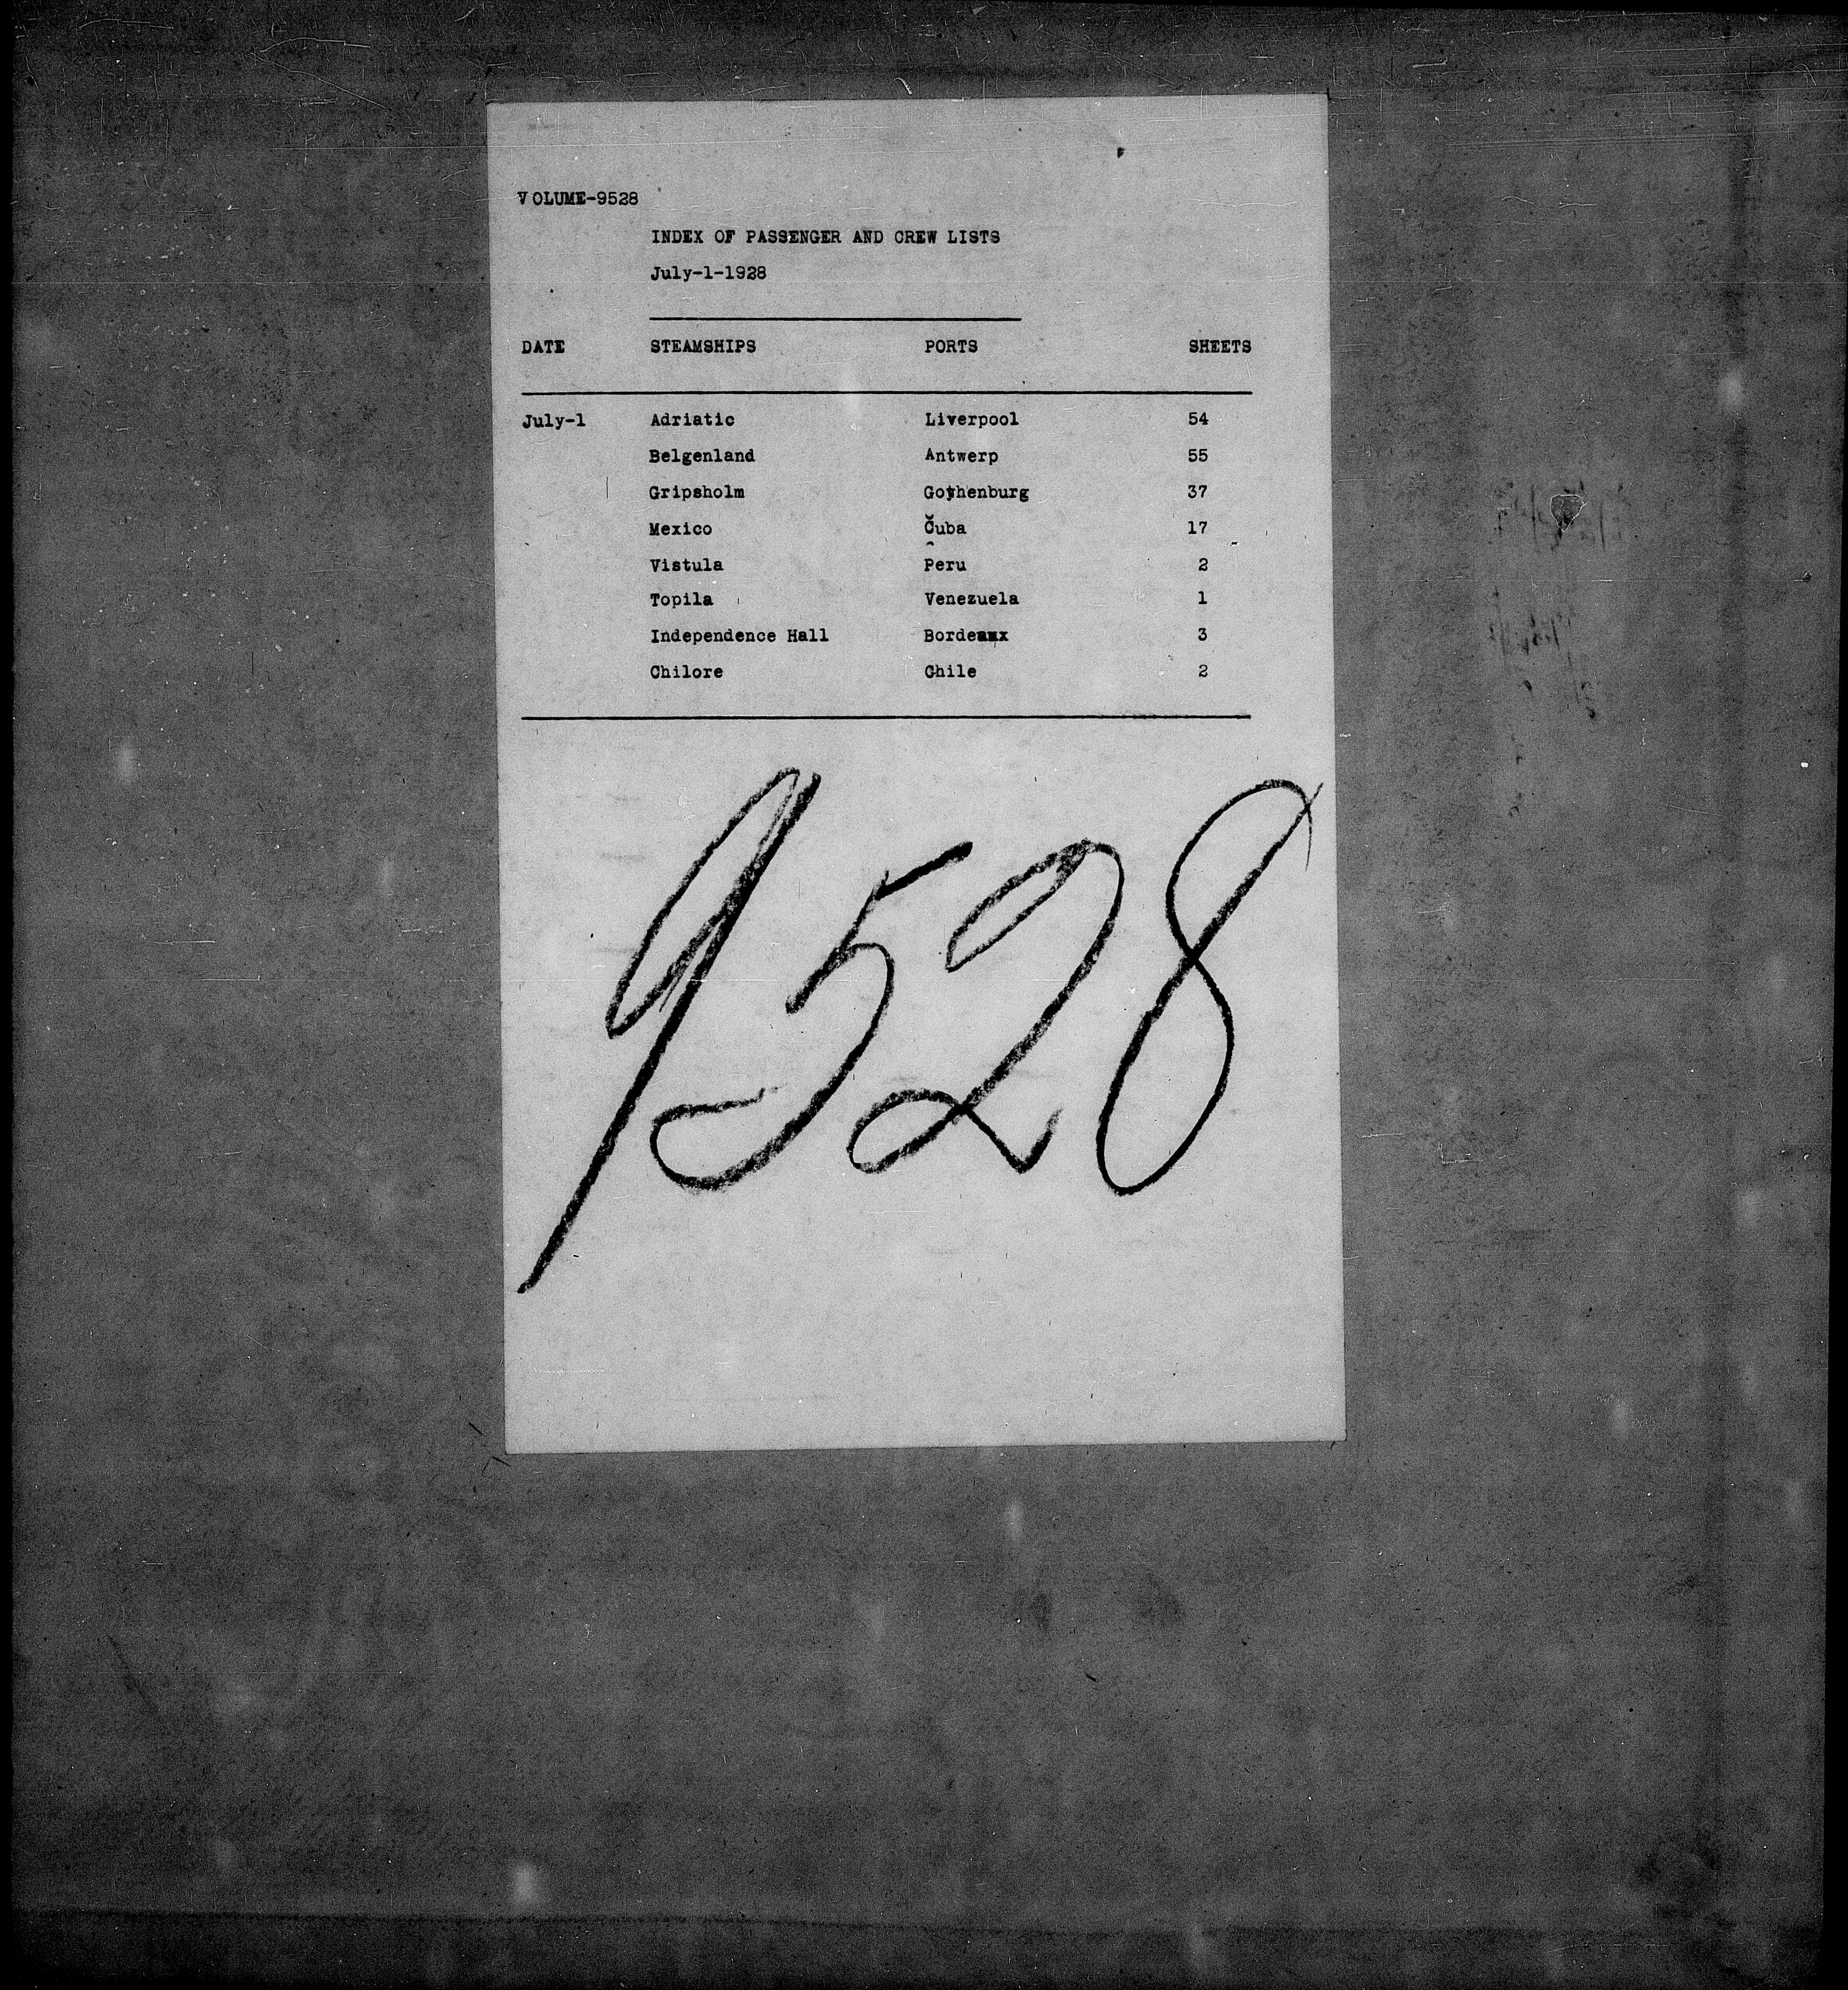 VOLUME-9528
INDEX OF PASSENGER AND CREW LISTS
July-1-1928
DATE STEAMSHIPS PORTS SHEETS
July-1 Adriatic Liverpool 54
Belgenland Antwerp 55
Gripsholm Gothenburg 37
Mexico Cuba 17
Vistula Peru 2
Topila Venezuela 1
Independence Hall Bordeaux 3
Chilore Chile 2
9528